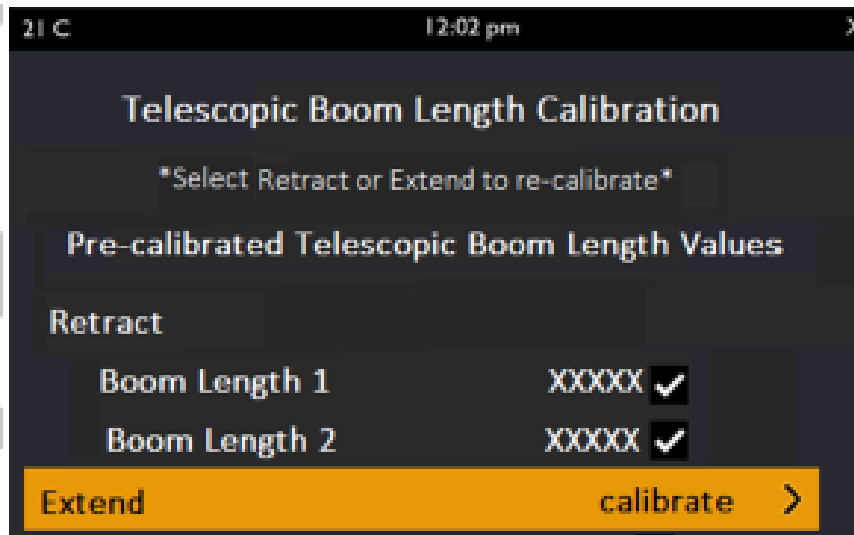 21 C 12:02 pm
Telescopic Boom Length Calibration
*Select Retract or Extend to re-calibrate*
Pre-calibrated Telescopic Boom Length Values
Retract
Boom Length 1 XXXXX
Boom Length 2 XXXXX
Extend calibrate >